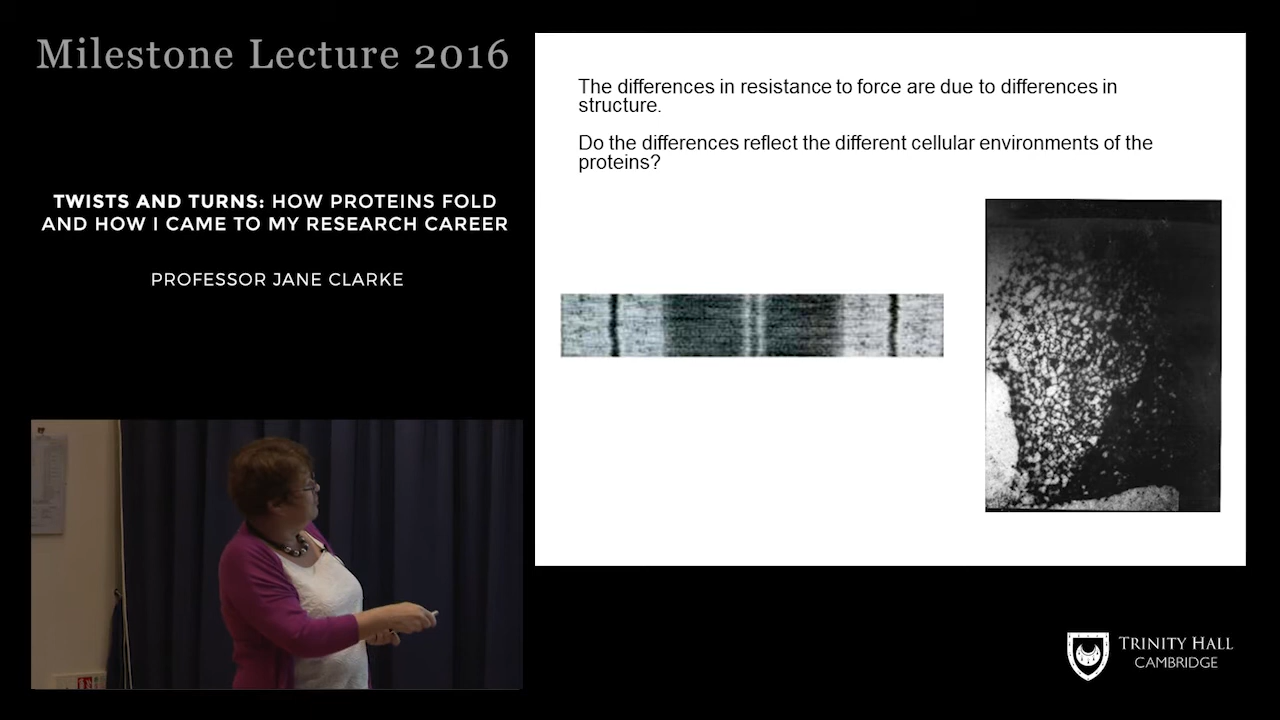 Milestone Lecture 2016
TWISTS AND TURNS: HOW PROTEINS FOLD
AND HOW I CAME TO MY RESEARCH CAREER
PROFESSOR JANE CLARKE
The differences in resistance to force are due to differences in
structure.
Do the differences reflect the different cellular environments of the
proteins?
TRINITY HALL
CAMBRIDGE